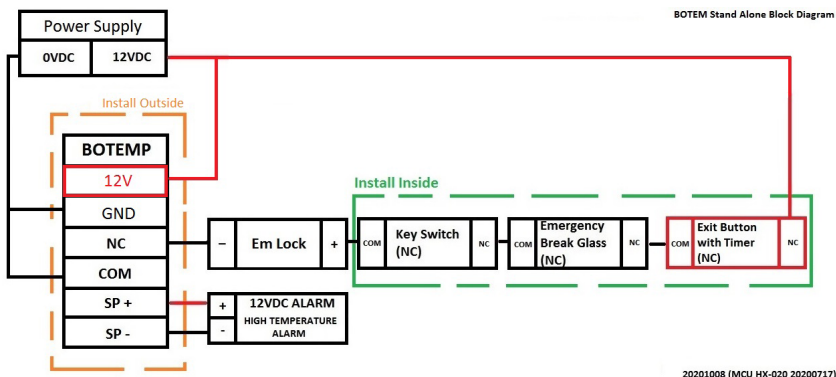 BOTEM Stand Alone Block Diagram
Power Supply
0VDC 12VDC
Install Outside
BOTEMP
12V
GND
NC
COM
SP +
SP -
− Em Lock +
12VDC ALARM
HIGH TEMPERATURE
ALARM
+
-
Install Inside
COM Key Switch
(NC) NC
COM Emergency
Break Glass
(NC) NC
COM Exit Button
with Timer
(NC) NC
20201008 (MCU HX-020 20200717)